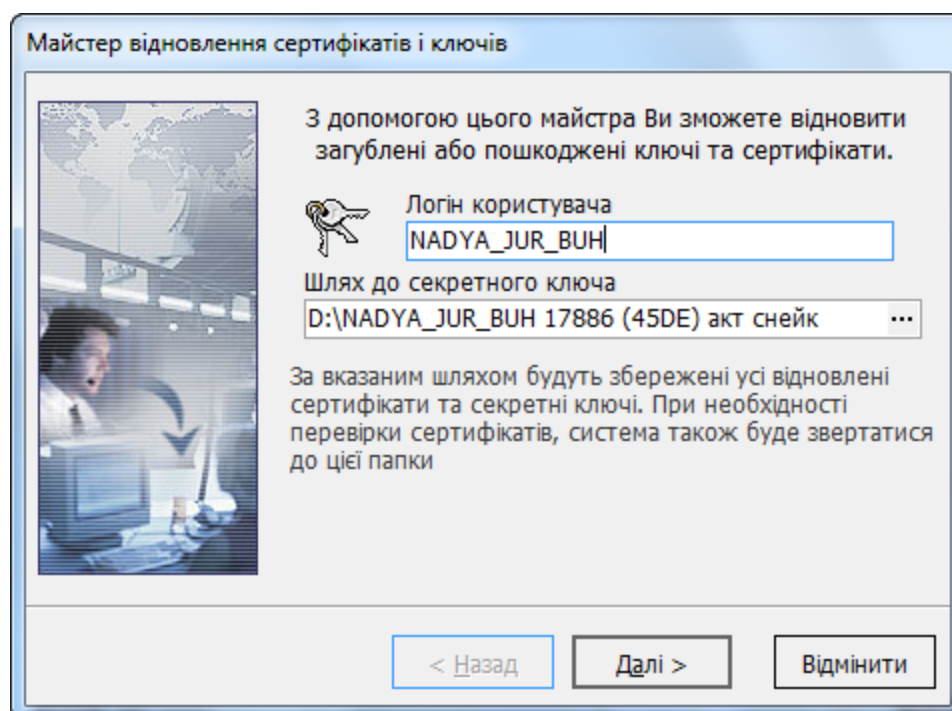 Майстер відновлення сертифікатів і ключів
З допомогою цього майстра Ви зможете відновити
загублені або пошкоджені ключі та сертифікати.
Логін користувача
NADYA_JUR_BUH
Шлях до секретного ключа
D:\NADYA_JUR_BUH 17886 (45DE) акт снейк ...
За вказаним шляхом будуть збережені усі відновлені
сертифікати та секретні ключі. При необхідності
перевірки сертифікатів, система також буде звертатися
до цієї папки
< Назад Далі > Відмінити